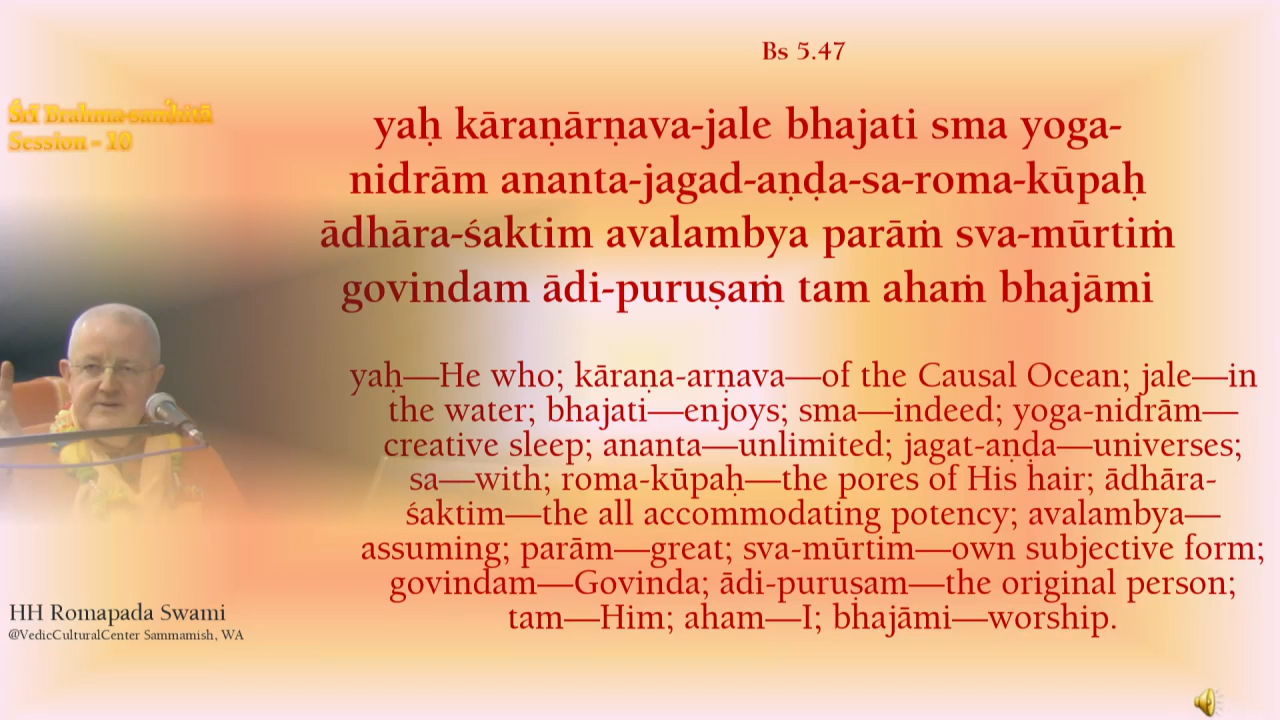 Bs 5.47
Śrī Brahma-saṁhitā
Session - 10
yaḥ kāraṇārṇava-jale bhajati sma yoga-
nidrām ananta-jagad-aṇḍa-sa-roma-kūpaḥ
ādhāra-śaktim avalambya parāṁ sva-mūrtiṁ
govindam ādi-puruṣaṁ tam ahaṁ bhajāmi
yaḥ—He who; kāraṇa-arṇava—of the Causal Ocean; jale—in
the water; bhajati—enjoys; sma—indeed; yoga-nidrām—
creative sleep; ananta—unlimited; jagat-aṇḍa—universes;
sa—with; roma-kūpaḥ—the pores of His hair; ādhāra-
śaktim—the all accommodating potency; avalambya—
assuming; parām—great; sva-mūrtim—own subjective form;
govindam—Govinda; ādi-puruṣam—the original person;
tam—Him; aham—I; bhajāmi—worship.
HH Romapada Swami
@VedicCulturalCenter Sammamish, WA